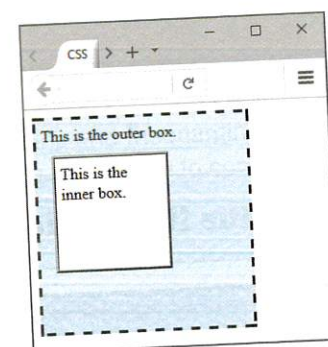 CSS
This is the outer box.
This is the
inner box.